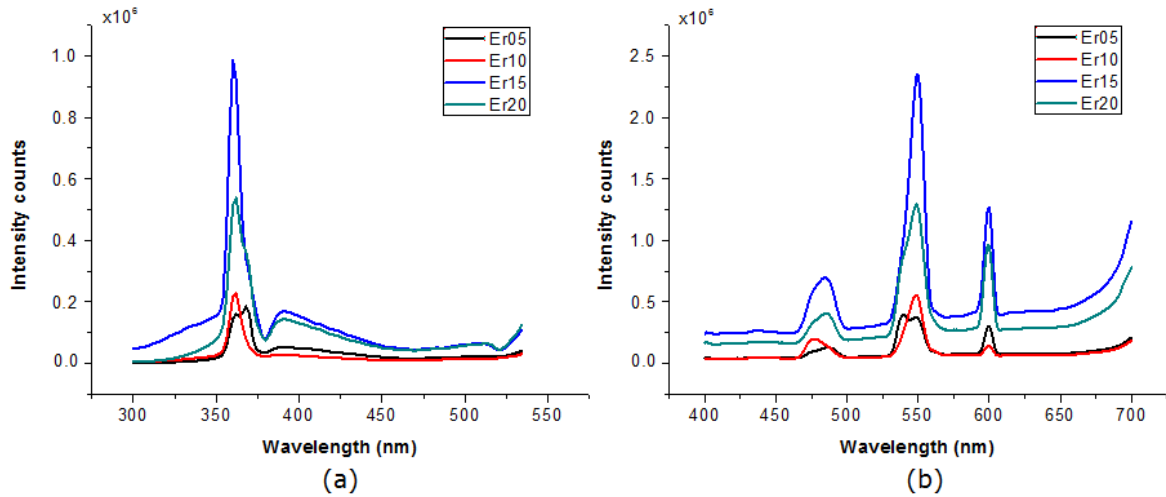 x10⁶
1.0
0.8
0.6
0.4
0.2
0.0
300 350 400 450 500 550
Intensity counts
Wavelength (nm)
Er05
Er10
Er15
Er20
(a)
x10⁶
2.5
2.0
1.5
1.0
0.5
0.0
400 450 500 550 600 650 700
Intensity counts
Wavelength (nm)
Er05
Er10
Er15
Er20
(b)